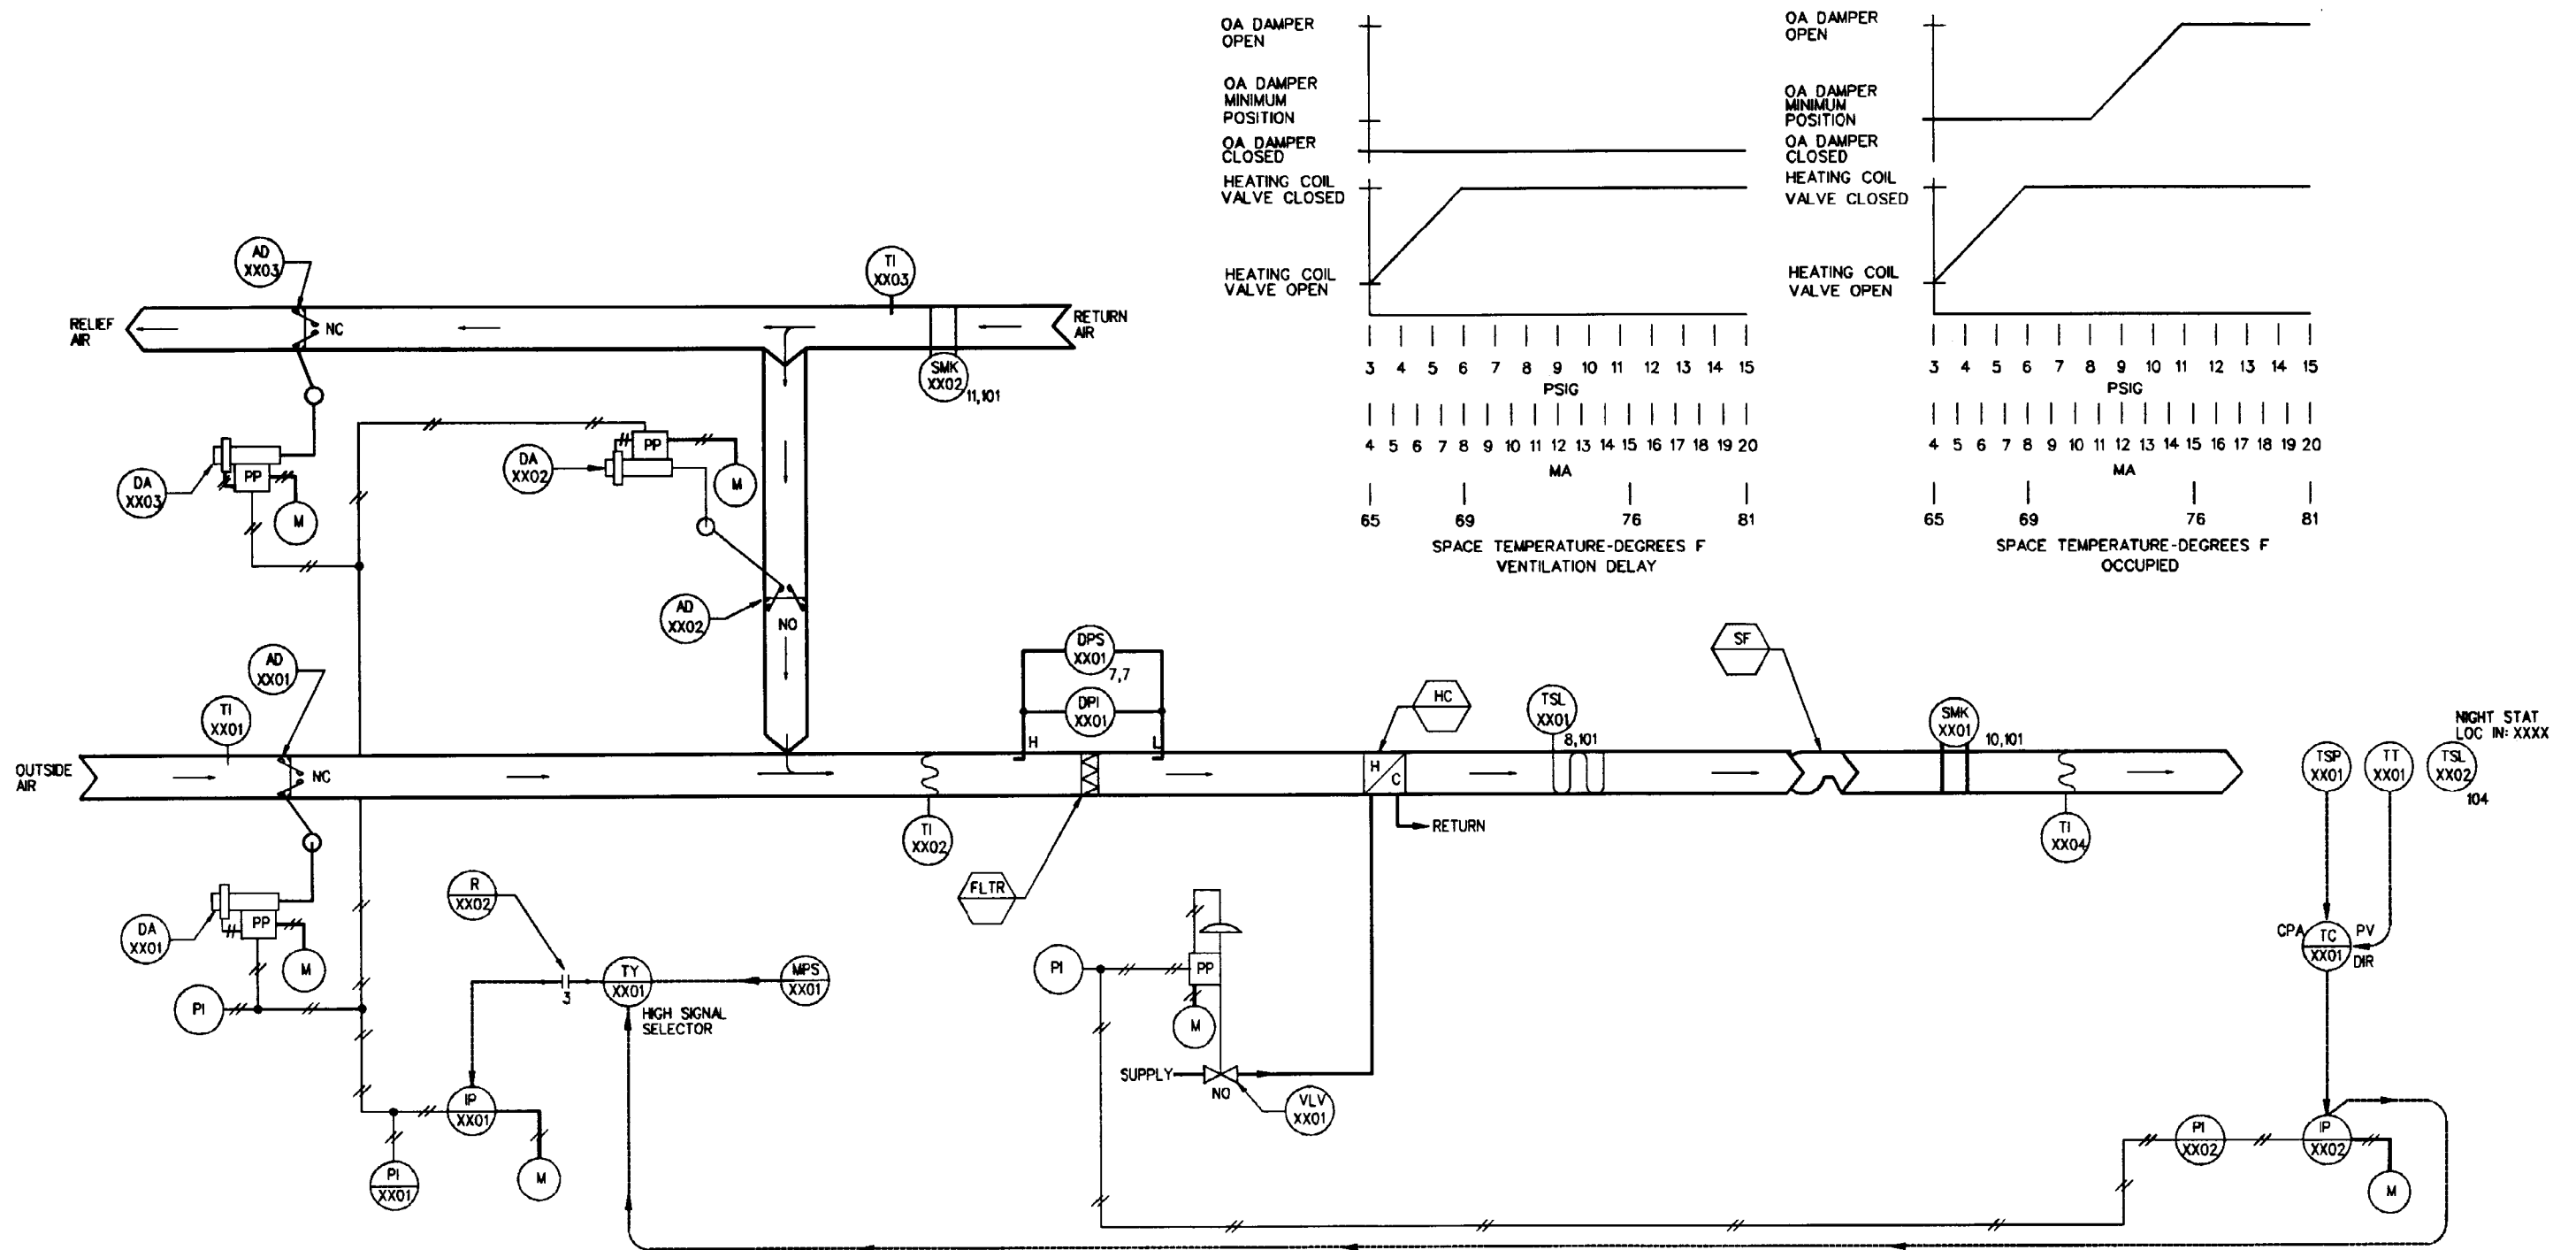 OA DAMPER
OPEN
OA DAMPER
MINIMUM
POSITION
OA DAMPER
CLOSED
HEATING COIL
VALVE CLOSED
HEATING COIL
VALVE OPEN
3 4 5 6 7 8 9 10 11 12 13 14 15
PSIG
4 5 6 7 8 9 10 11 12 13 14 15 16 17 18 19 20
MA
65 69 76 81
SPACE TEMPERATURE-DEGREES F
VENTILATION DELAY
OA DAMPER
OPEN
OA DAMPER
MINIMUM
POSITION
OA DAMPER
CLOSED
HEATING COIL
VALVE CLOSED
HEATING COIL
VALVE OPEN
3 4 5 6 7 8 9 10 11 12 13 14 15
PSIG
4 5 6 7 8 9 10 11 12 13 14 15 16 17 18 19 20
MA
65 69 76 81
SPACE TEMPERATURE-DEGREES F
OCCUPIED
AD
XX03
TI
XX03
RELIEF
AIR
NC
RETURN
AIR
SMK
XX02
11,101
DA
XX03
PP
M
DA
XX02
PP
M
AD
XX02
NO
AD
XX01
TI
XX01
OUTSIDE
AIR
NC
DPS
XX01
7,7
DPI
XX01
H
L
HC
H
C
TSL
XX01
8,101
SF
SMK
XX01
10,101
NIGHT STAT
LOC IN: XXXX
TSP
XX01
TT
XX01
TSL
XX02
104
TI
XX02
FLTR
RETURN
TI
XX04
DA
XX01
PP
M
PI
R
XX02
3
TY
XX01
HIGH SIGNAL
SELECTOR
MPS
XX01
PI
PP
M
SUPPLY
NO
VLV
XX01
CPA
TC
XX01
PV
DIR
IP
XX01
M
PI
XX01
PI
XX02
IP
XX02
M